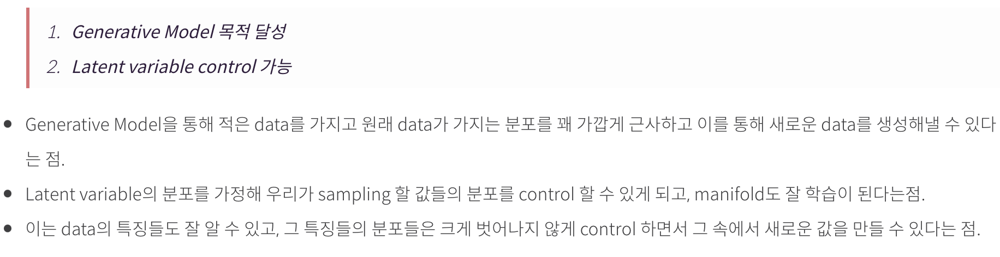 1. Generative Model 목적 달성
2. Latent variable control 가능
● Generative Model을 통해 적은 data를 가지고 원래 data가 가지는 분포를 꽤 가깝게 근사하고 이를 통해 새로운 data를 생성해낼 수 있다
는 점.
● Latent variable의 분포를 가정해 우리가 sampling 할 값들의 분포를 control 할 수 있게 되고, manifold도 잘 학습이 된다는점.
● 이는 data의 특징들도 잘 알 수 있고, 그 특징들의 분포들은 크게 벗어나지 않게 control 하면서 그 속에서 새로운 값을 만들 수 있다는 점.